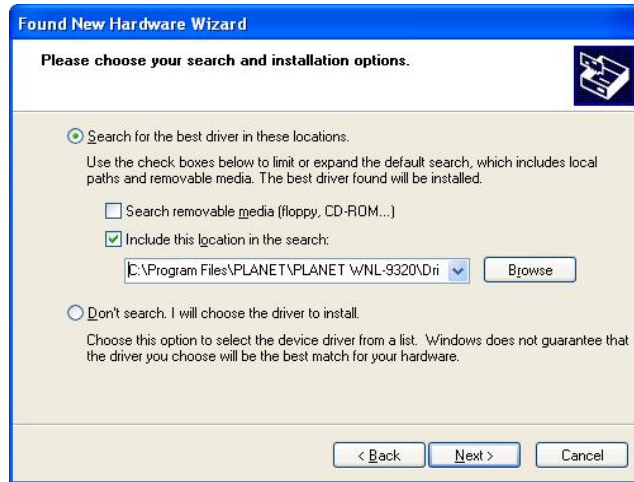 Found New Hardware Wizard
Please choose your search and installation options.
Search for the best driver in these locations.
Use the check boxes below to limit or expand the default search, which includes local
paths and removable media. The best driver found will be installed.
Search removable media (floppy, CD-ROM...)
Include this location in the search:
C:\Program Files\PLANET\PLANET WNL-9320\Dri
Browse
Don't search. I will choose the driver to install.
Choose this option to select the device driver from a list. Windows does not guarantee that
the driver you choose will be the best match for your hardware.
< Back Next > Cancel